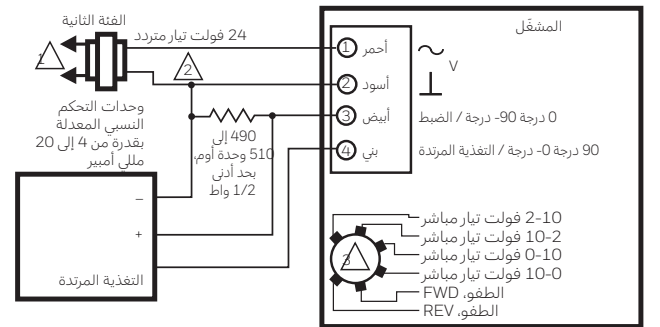 المشغّل
الفئة الثانية
24 فولت تيار متردد
1
2
1 أحمر
V
2 أسود
3 أبيض
0 درجة 90- درجة / الضبط
4 بني
90 درجة 0- درجة / التغذية المرتدة
وحدات التحكم
النسبي المعدلة
بقدرة من 4 إلى 20
مللي أمبير
490 إلى
510 وحدة أوم،
بحد أدنى
1/2 واط
–
+
التغذية المرتدة
3
2-10 فولت تيار مباشر
10-2 فولت تيار مباشر
0-10 فولت تيار مباشر
10-0 فولت تيار مباشر
الطفو، FWD
الطفو، REV